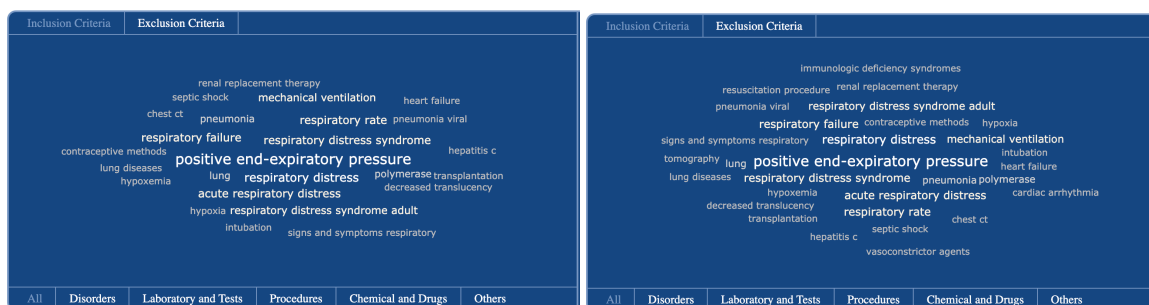 Inclusion Criteria Exclusion Criteria
renal replacement therapy
septic shock mechanical ventilation heart failure
chest ct pneumonia respiratory rate pneumonia viral
respiratory failure respiratory distress syndrome
contraceptive methods positive end-expiratory pressure hepatitis c
lung diseases lung respiratory distress polymerase transplantation
hypoxemia acute respiratory distress decreased translucency
hypoxia respiratory distress syndrome adult
intubation signs and symptoms respiratory
All Disorders Laboratory and Tests Procedures Chemical and Drugs Others
Inclusion Criteria Exclusion Criteria
immunologic deficiency syndromes
resuscitation procedure renal replacement therapy
pneumonia viral respiratory distress syndrome adult
respiratory failure contraceptive methods hypoxia
signs and symptoms respiratory respiratory distress mechanical ventilation
tomography lung positive end-expiratory pressure intubation
heart failure
lung diseases respiratory distress syndrome pneumonia polymerase
hypoxemia acute respiratory distress cardiac arrhythmia
decreased translucency respiratory rate
transplantation septic shock chest ct
hepatitis c
vasoconstrictor agents
All Disorders Laboratory and Tests Procedures Chemical and Drugs Others